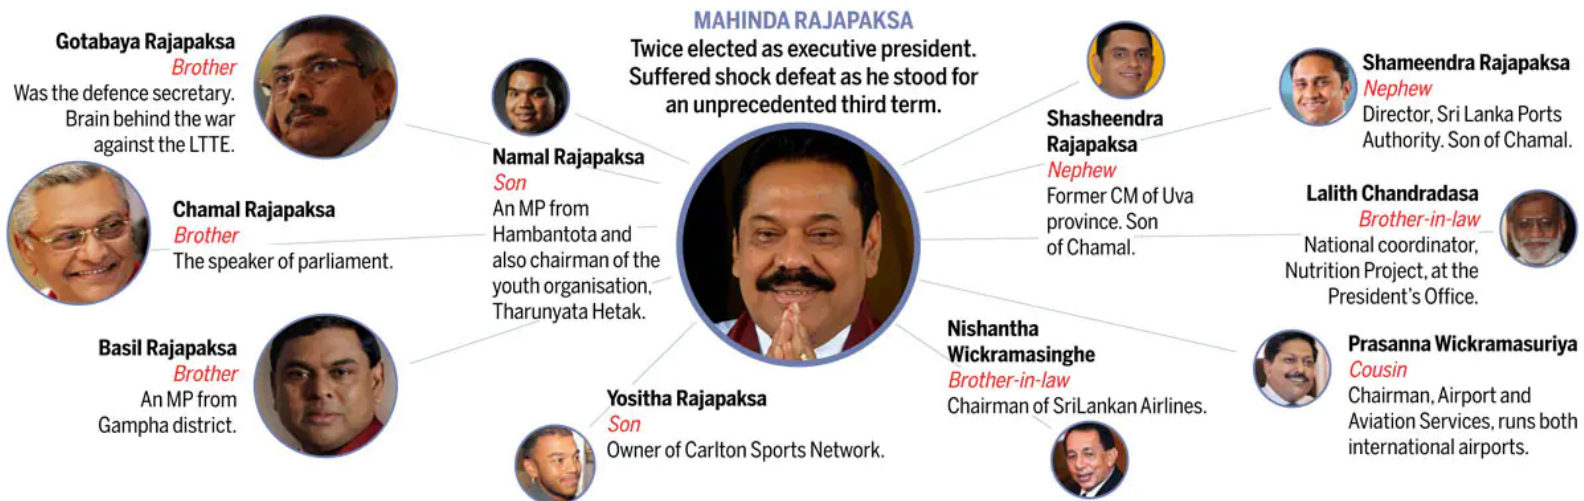 MAHINDA RAJAPAKSA
Twice elected as executive president.
Suffered shock defeat as he stood for
an unprecedented third term.
Gotabaya Rajapaksa
Brother
Was the defence secretary.
Brain behind the war
against the LTTE.
Chamal Rajapaksa
Brother
The speaker of parliament.
Basil Rajapaksa
Brother
An MP from
Gampha district.
Namal Rajapaksa
Son
An MP from
Hambantota and
also chairman of the
youth organisation,
Tharunyata Hetak.
Yositha Rajapaksa
Son
Owner of Carlton Sports Network.
Shasheendra
Rajapaksa
Nephew
Former CM of Uva
province. Son
of Chamal.
Nishantha
Wickramasinghe
Brother-in-law
Chairman of SriLankan Airlines.
Shameendra Rajapaksa
Nephew
Director, Sri Lanka Ports
Authority. Son of Chamal.
Lalith Chandradasa
Brother-in-law
National coordinator,
Nutrition Project, at the
President's Office.
Prasanna Wickramasuriya
Cousin
Chairman, Airport and
Aviation Services, runs both
international airports.